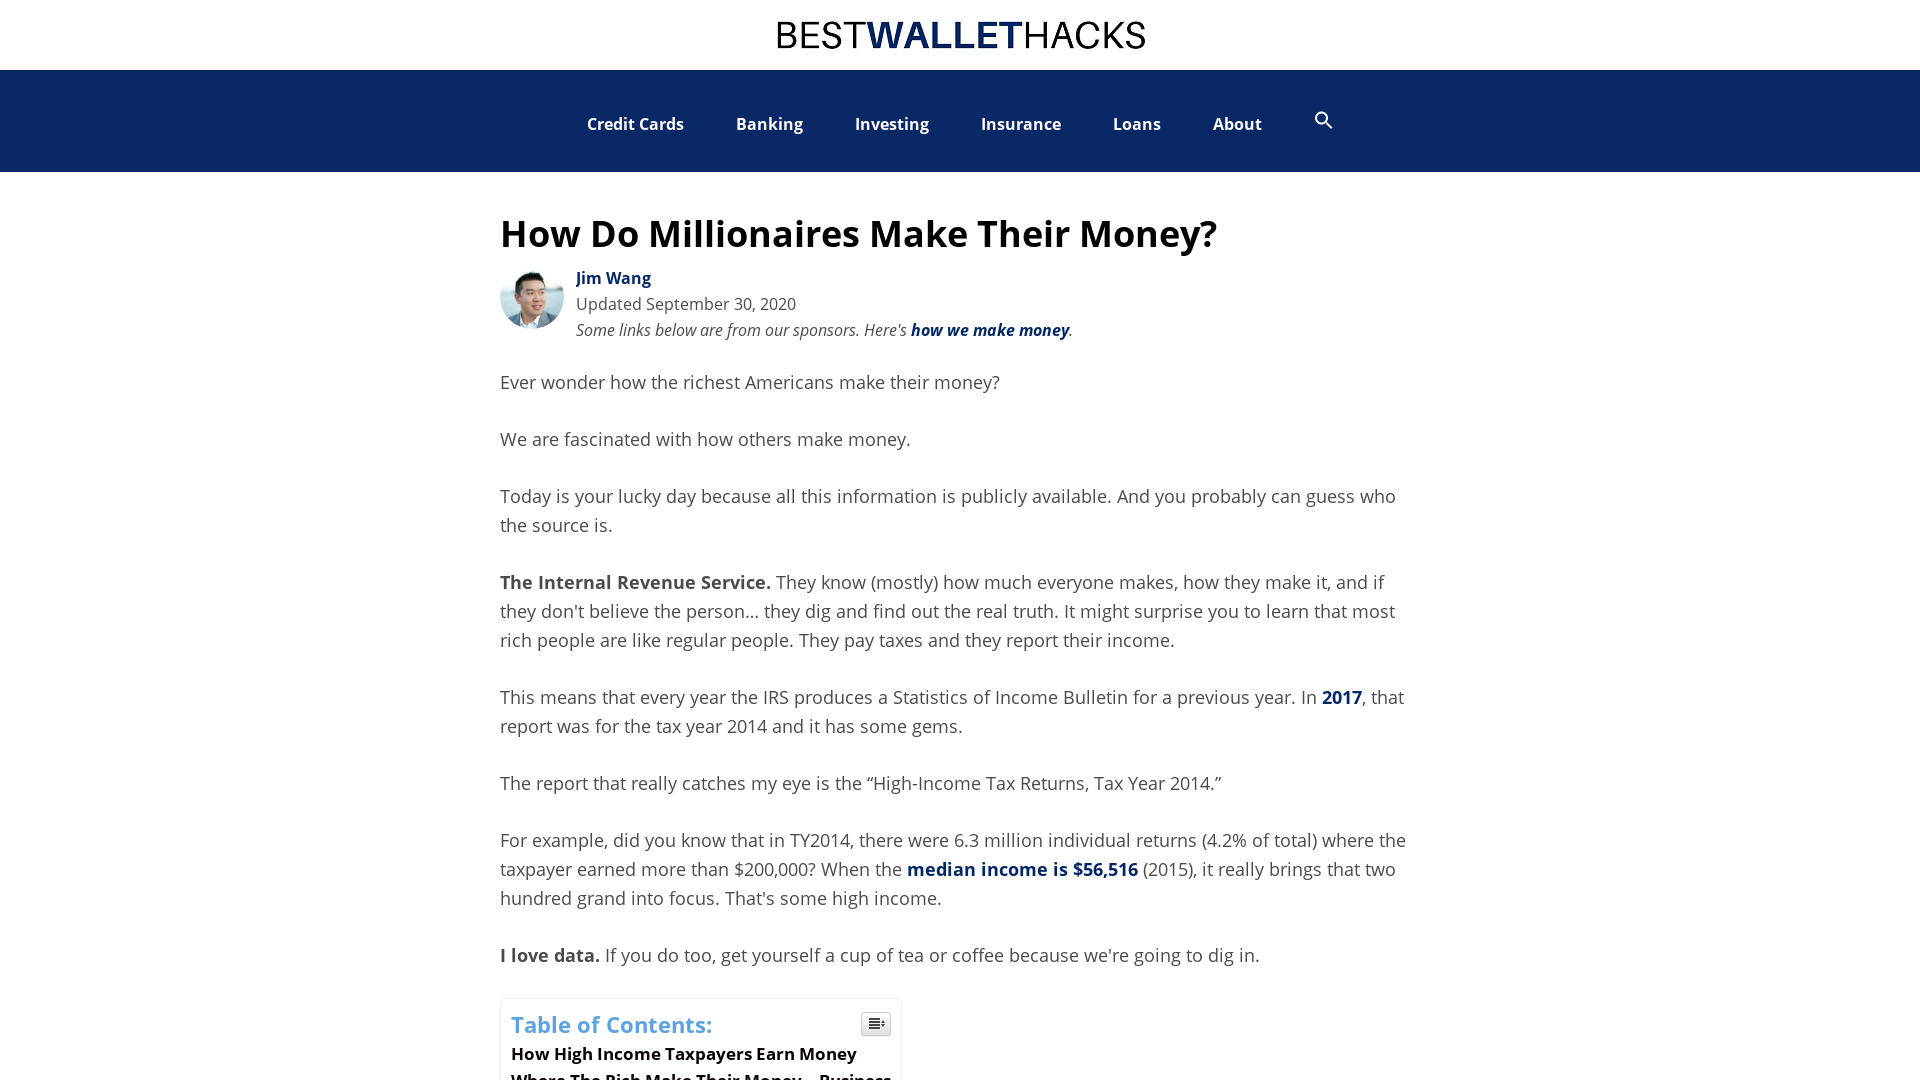 BESTWALLETHACKS
Credit Cards Banking Investing Insurance Loans About
How Do Millionaires Make Their Money?
Jim Wang
Updated September 30, 2020
Some links below are from our sponsors. Here's how we make money.
Ever wonder how the richest Americans make their money?
We are fascinated with how others make money.
Today is your lucky day because all this information is publicly available. And you probably can guess who
the source is.
The Internal Revenue Service. They know (mostly) how much everyone makes, how they make it, and if
they don't believe the person… they dig and find out the real truth. It might surprise you to learn that most
rich people are like regular people. They pay taxes and they report their income.
This means that every year the IRS produces a Statistics of Income Bulletin for a previous year. In 2017, that
report was for the tax year 2014 and it has some gems.
The report that really catches my eye is the “High-Income Tax Returns, Tax Year 2014.”
For example, did you know that in TY2014, there were 6.3 million individual returns (4.2% of total) where the
taxpayer earned more than $200,000? When the median income is $56,516 (2015), it really brings that two
hundred grand into focus. That's some high income.
I love data. If you do too, get yourself a cup of tea or coffee because we're going to dig in.
Table of Contents:
How High Income Taxpayers Earn Money
Where The Rich Make Their Money – Business